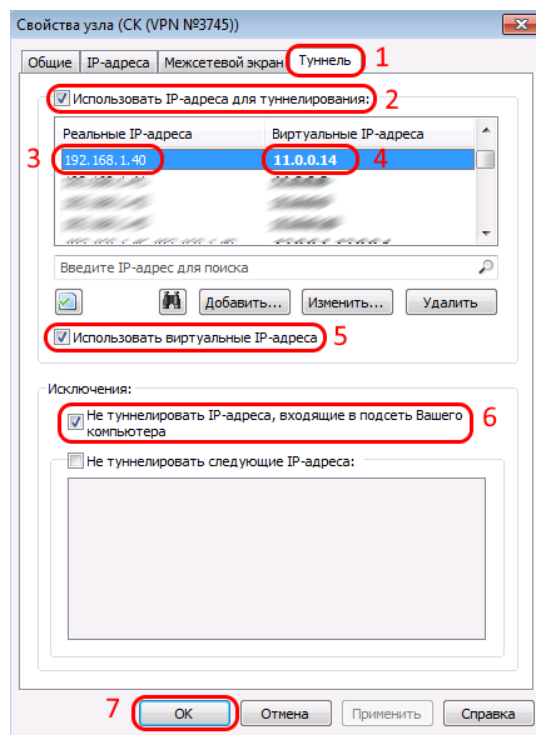 Свойства узла (СК (VPN №3745))
Общие IP-адреса Межсетевой экран Туннель 1
Использовать IP-адреса для туннелирования: 2
Реальные IP-адреса Виртуальные IP-адреса
3 192.168.1.40 11.0.0.14 4
Введите IP-адрес для поиска
Добавить... Изменить... Удалить
Использовать виртуальные IP-адреса 5
Исключения:
Не туннелировать IP-адреса, входящие в подсеть Вашего 6
компьютера
Не туннелировать следующие IP-адреса:
7 ОК Отмена Применить Справка